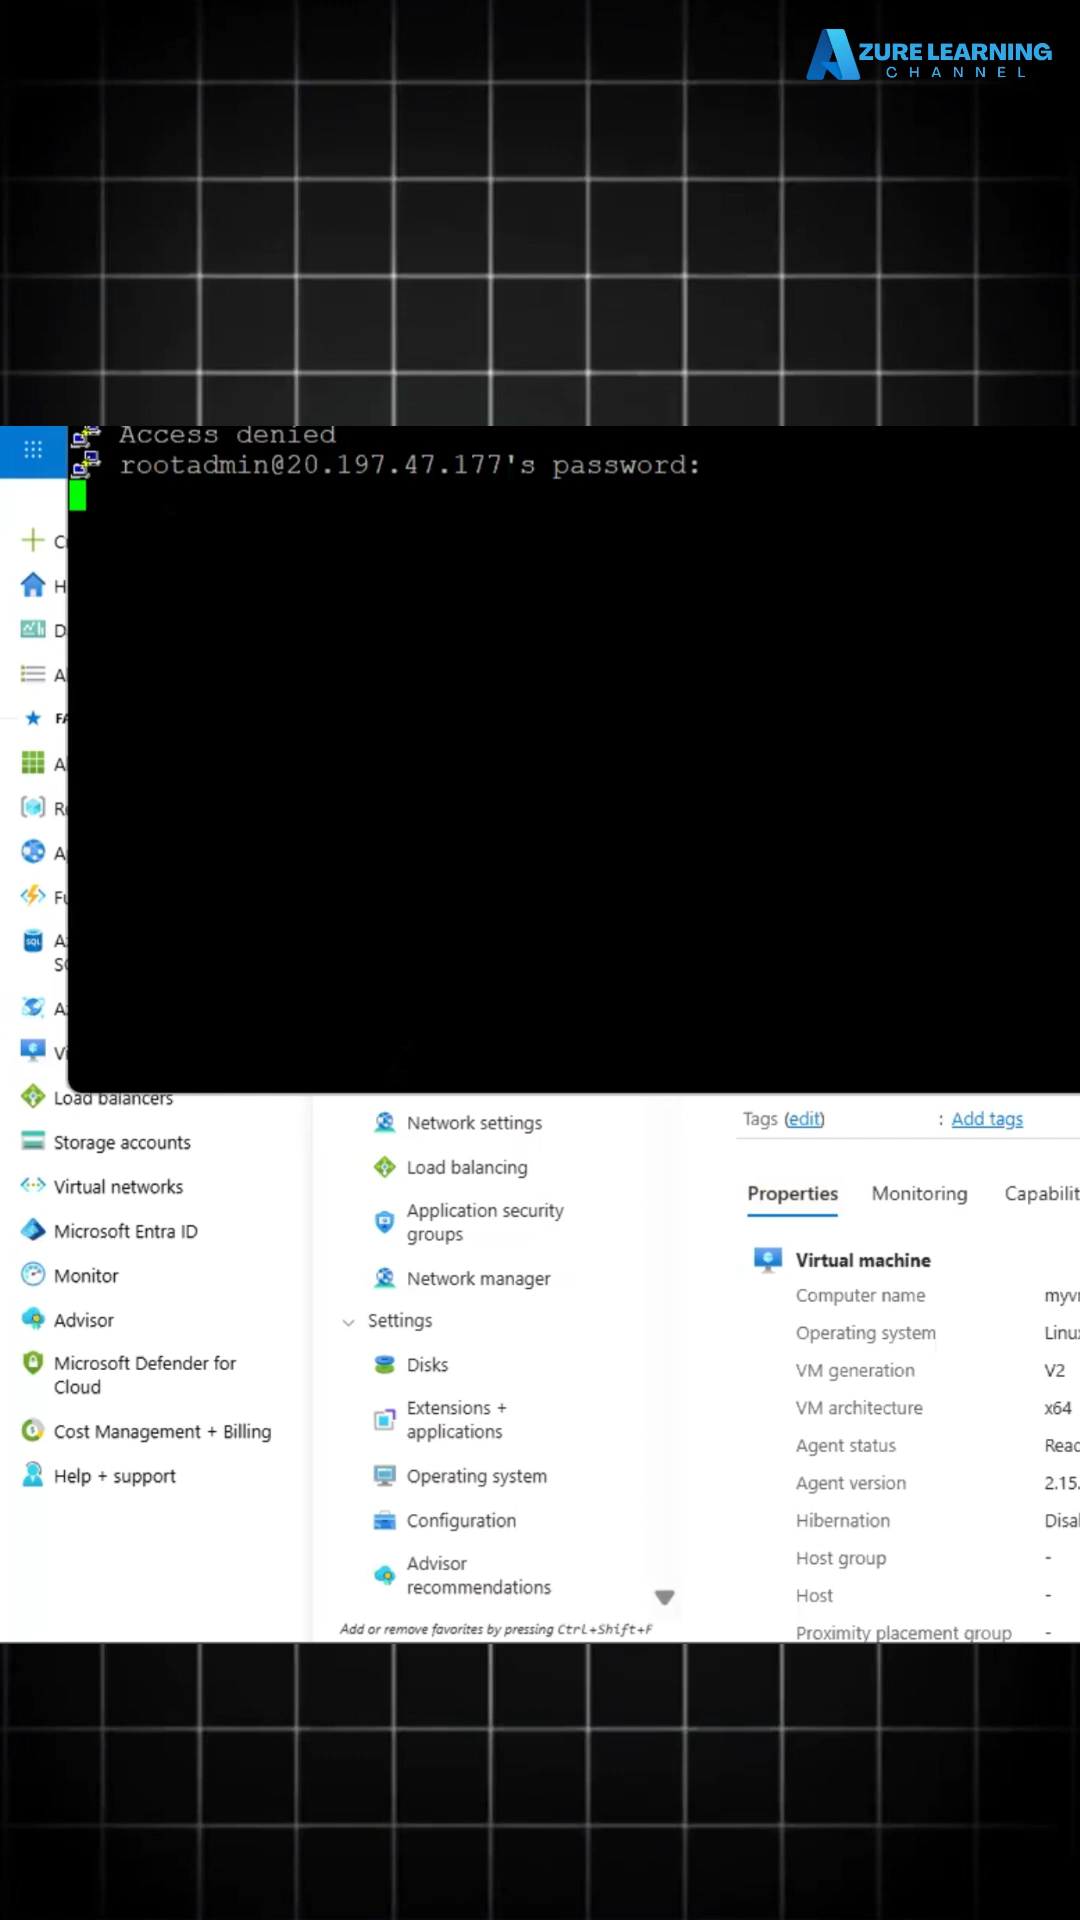 AZURE LEARNING
CHANNEL
Access denied
rootadmin@20.197.47.177's password:
Load balancers
Storage accounts
Virtual networks
Microsoft Entra ID
Monitor
Advisor
Microsoft Defender for
Cloud
Cost Management + Billing
Help + support
Network settings
Load balancing
Application security
groups
Network manager
Settings
Disks
Extensions +
applications
Operating system
Configuration
Advisor
recommendations
Add or remove favorites by pressing Ctrl+Shift+F
Tags (edit) : Add tags
Properties Monitoring
Virtual machine
Computer name
Operating system
VM generation V2
VM architecture x64
Agent status
Agent version 2.15.
Hibernation
Host group -
Host -
Proximity placement group -